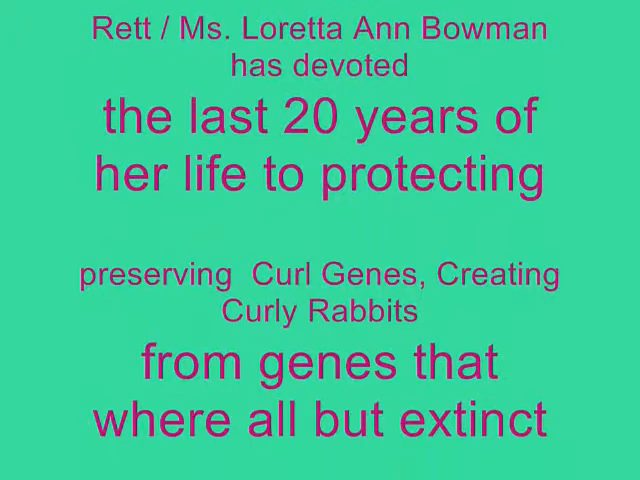 Rett / Ms. Loretta Ann Bowman
has devoted
the last 20 years of
her life to protecting
preserving  Curl Genes, Creating
Curly Rabbits
from genes that
where all but extinct